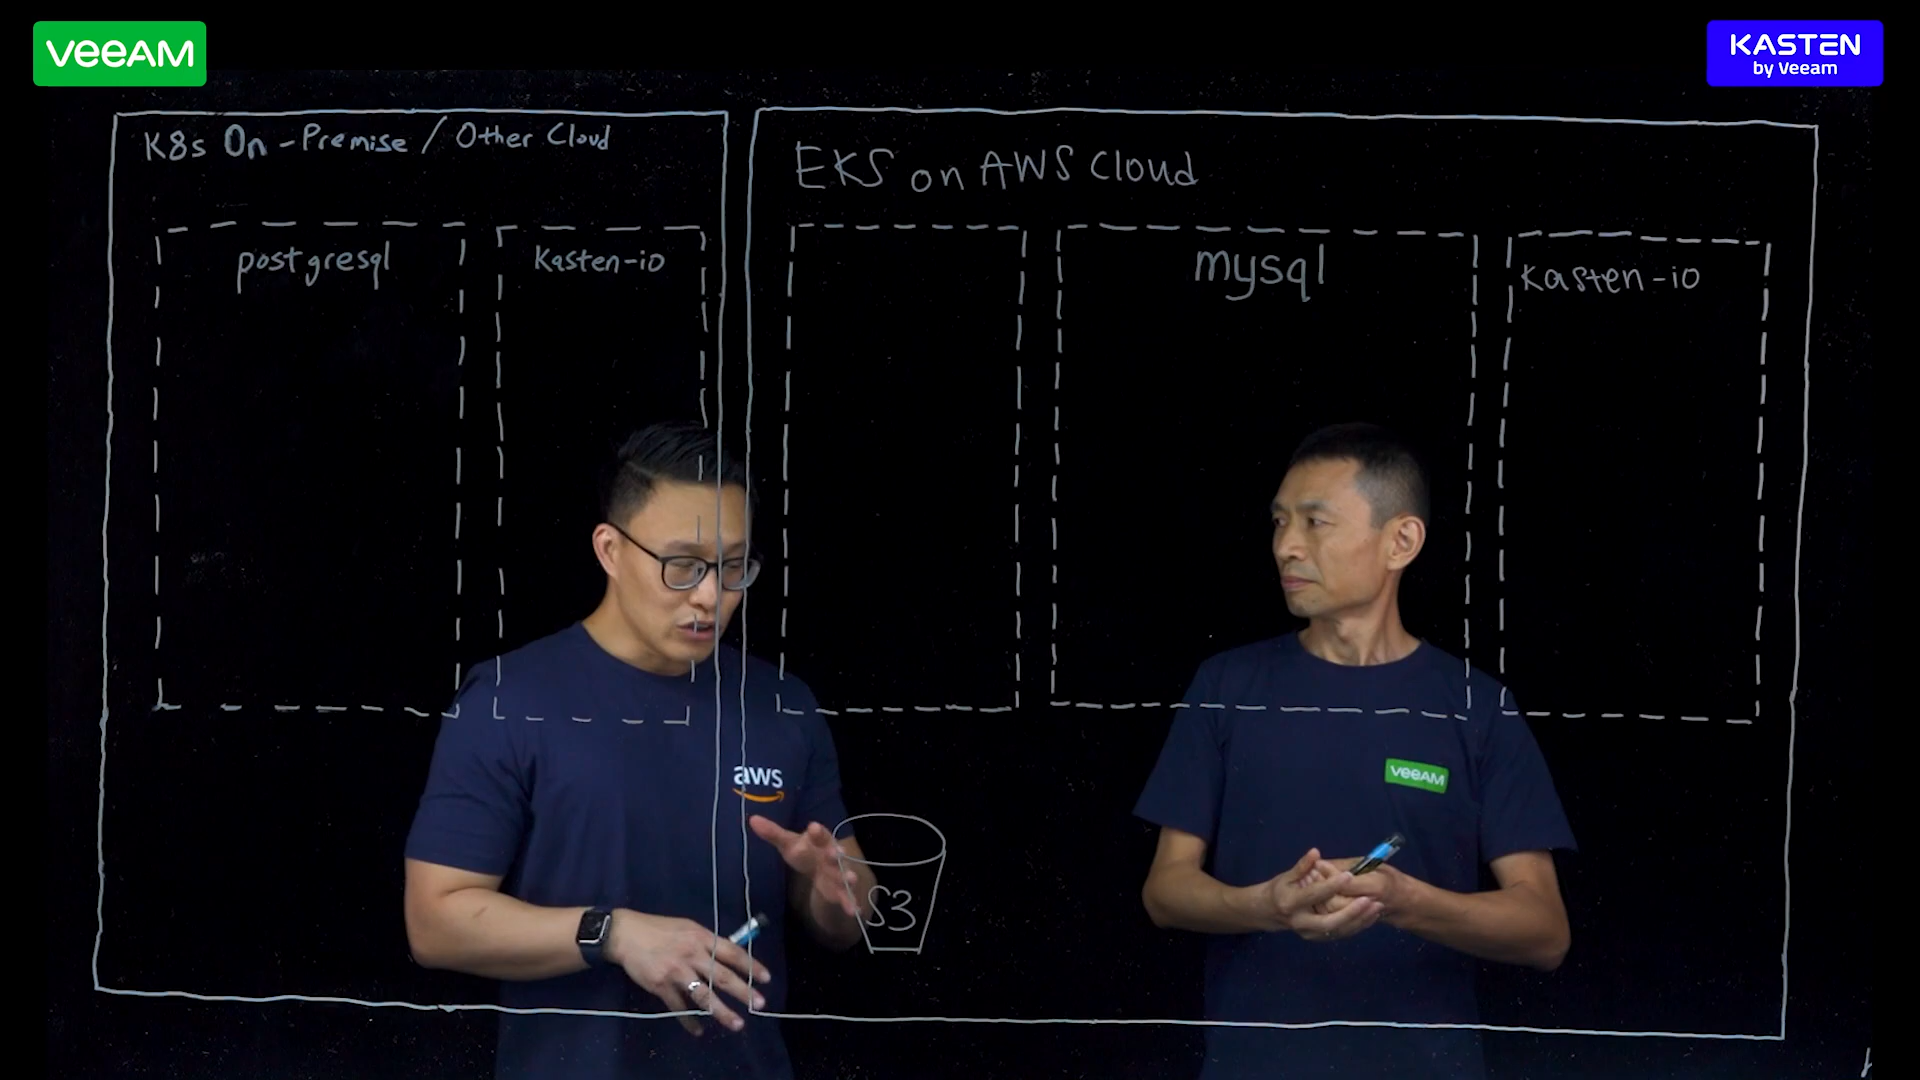 VEEAM
KASTEN
by Veeam
K8s On-Premise / Other Cloud
EKS on AWS Cloud
postgresql
Kasten-io
mysql
Kasten-io
aws
VEEAM
S3